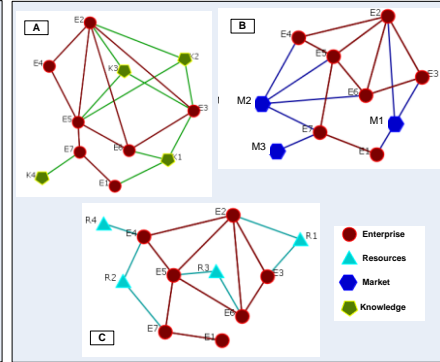 A
E2
E4
K3
K2
E3
E5
E7
E6
K1
K4
E1
B
E2
E4
E5
E3
M2
E6
M1
E7
M3
E1
R4
E2
E4
R1
E5
R3
E3
R2
E6
E7
E1
C
Enterprise
Resources
Market
Knowledge